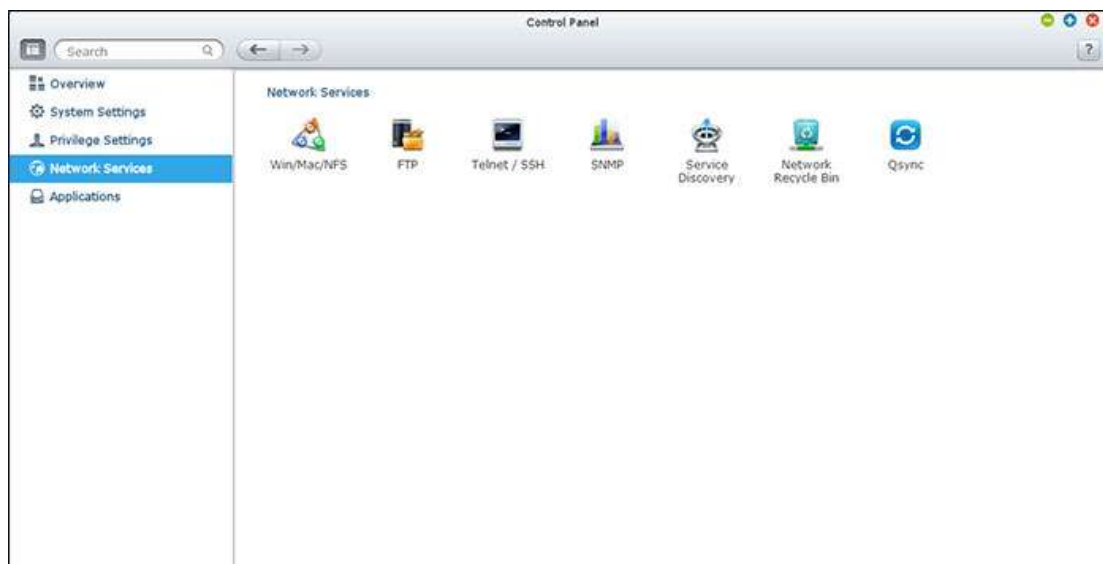 Control Panel
Search
?
Overview
System Settings
Privilege Settings
Network Services
Applications
Network Services
Win/Mac/NFS
FTP
Telnet / SSH
SNMP
Service
Discovery
Network
Recycle Bin
Qsync